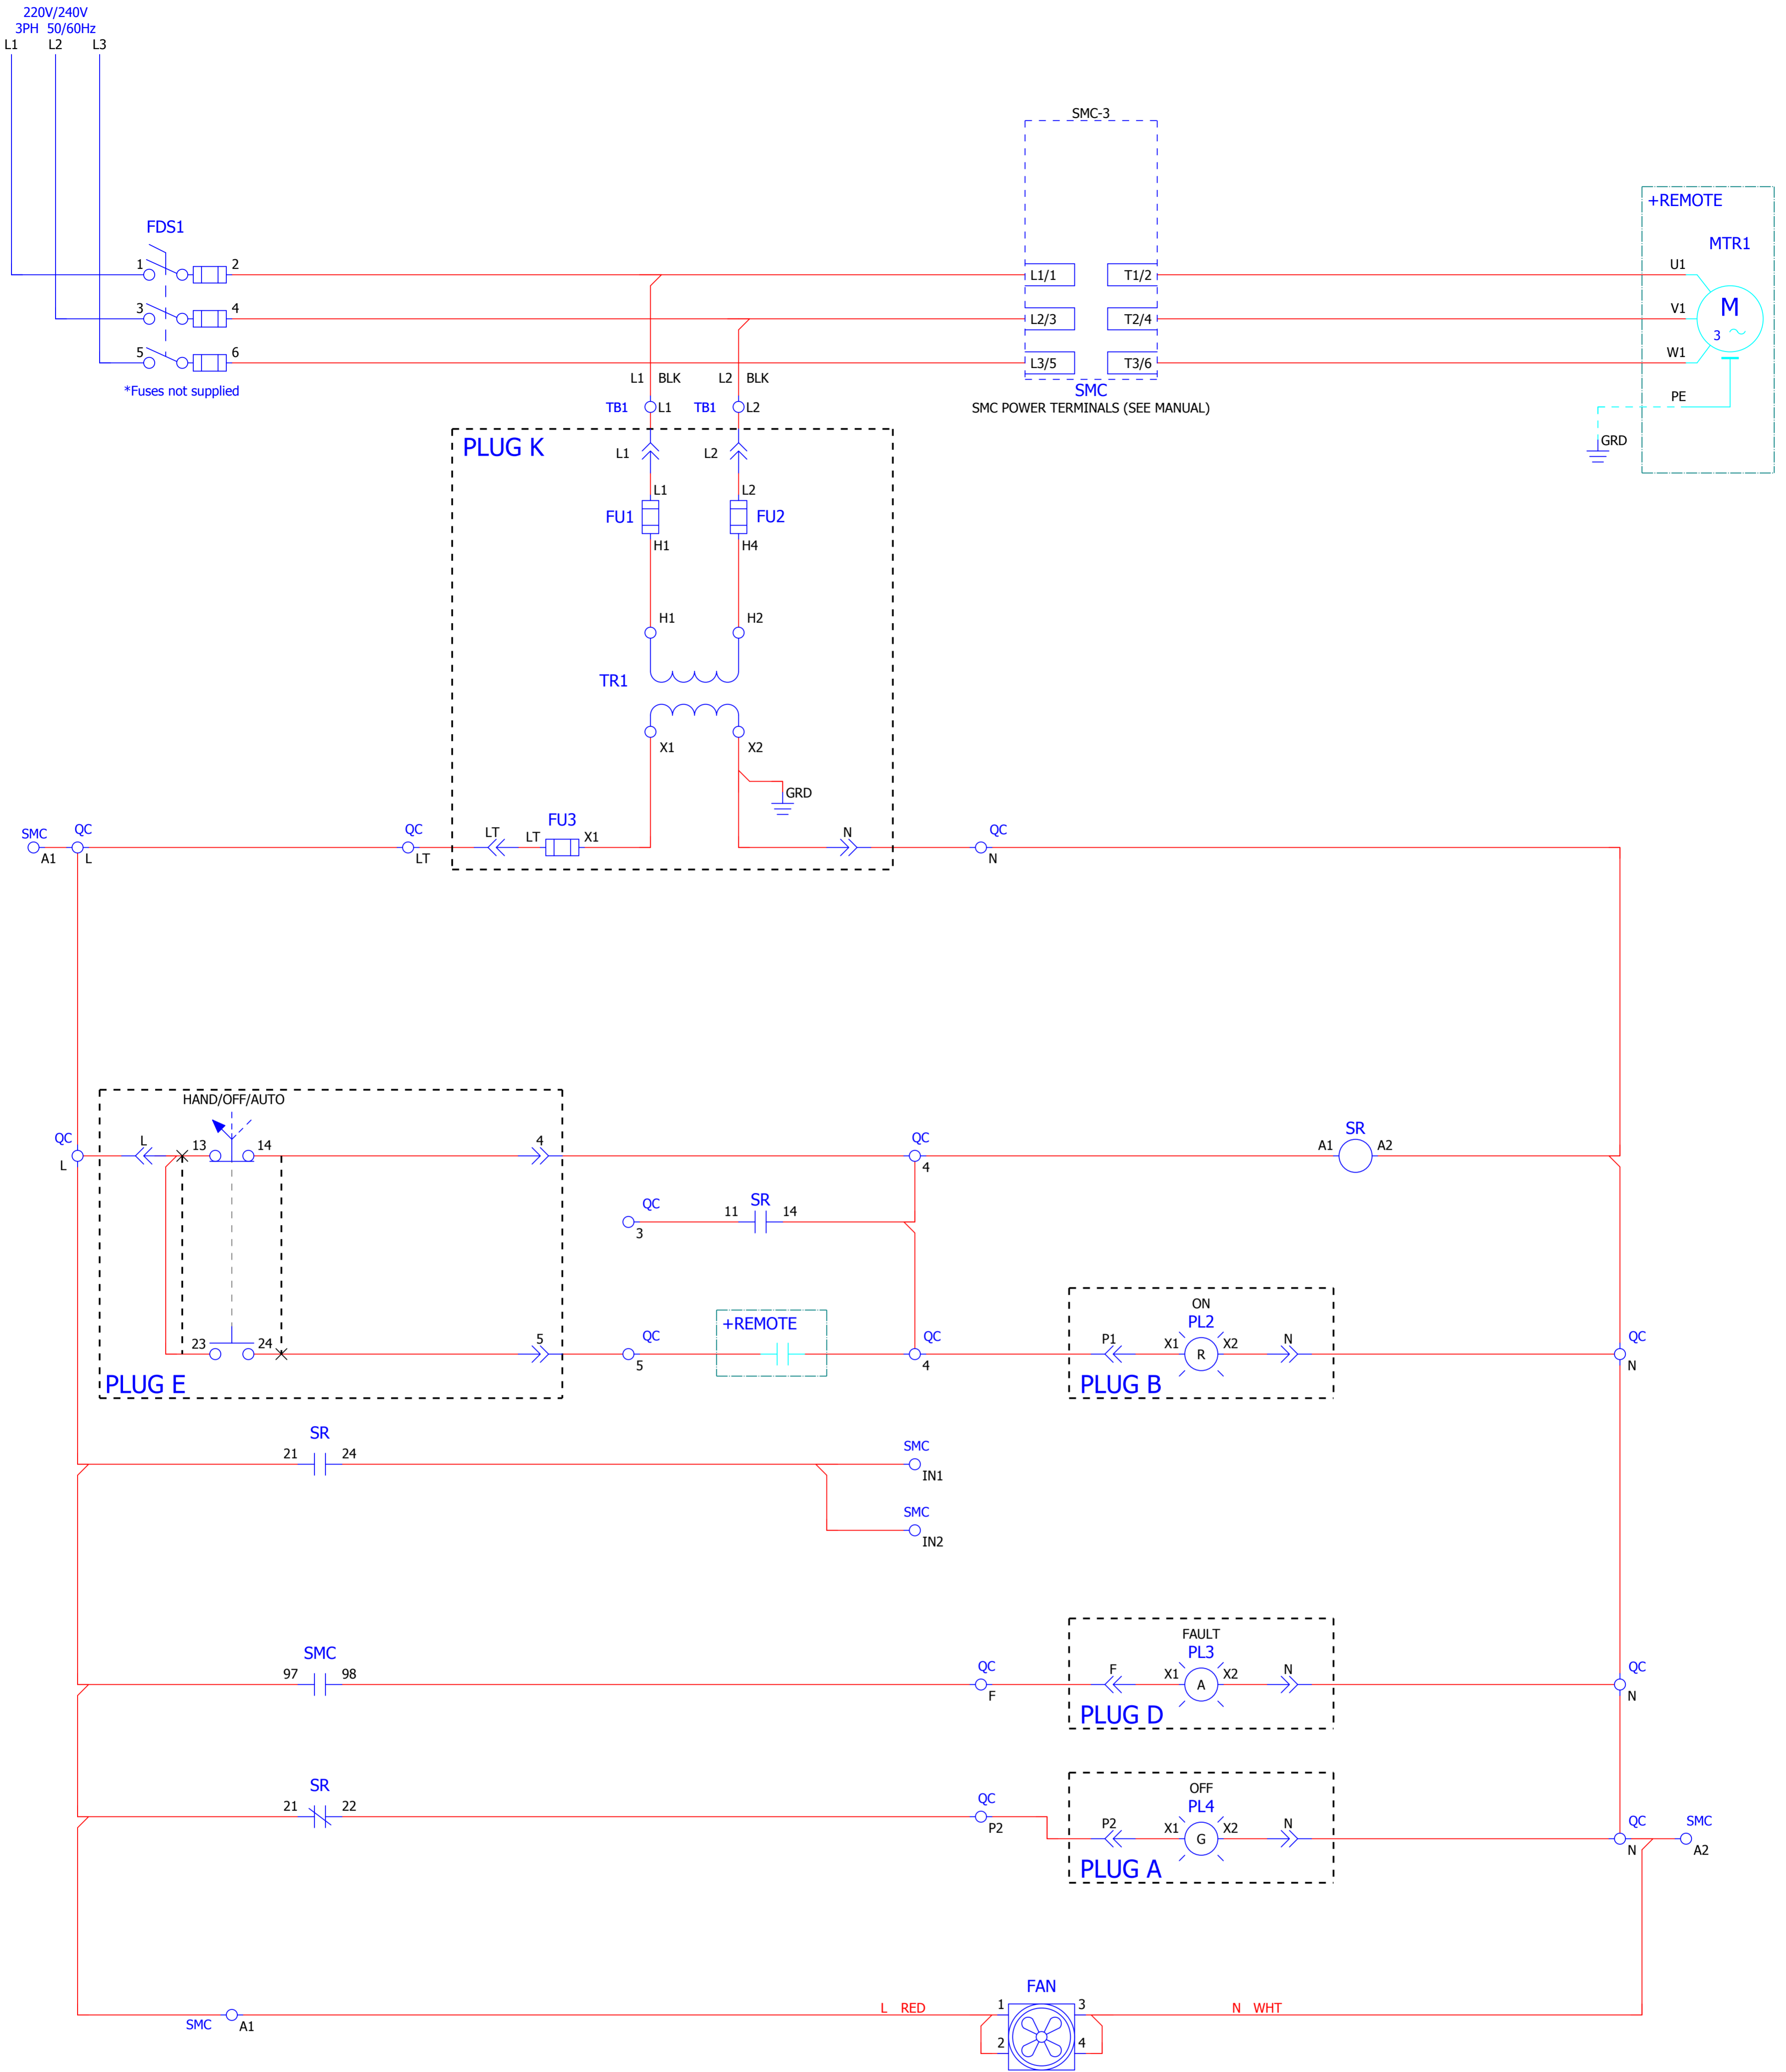 220V/240V
3PH 50/60Hz
L1 L2 L3
SMC-3
+REMOTE
MTR1
FDS1
1 2
L1/1 T1/2
U1
3 4
L2/3 T2/4
V1
M
3
5 6
L3/5 T3/6
W1
*Fuses not supplied
SMC
SMC POWER TERMINALS (SEE MANUAL)
PE
GRD
L1 BLK L2 BLK
TB1 L1 TB1 L2
PLUG K
L1 L2
L1 L2
FU1 FU2
H1 H4
H1 H2
TR1
X1 X2
GRD
SMC
A1
QC
L
QC
LT
LT
LT
FU3
X1
N
QC
N
HAND/OFF/AUTO
QC
L
L
13 14
4
QC
4
SR
A1 A2
QC
3
SR
11 14
23 24
5
PLUG E
QC
5
+REMOTE
QC
4
ON
PL2
P1
X1 R X2
N
PLUG B
QC
N
SR
21 24
SMC
IN1
SMC
IN2
SMC
97 98
QC
F
FAULT
PL3
F
X1 A X2
N
PLUG D
QC
N
SR
21 22
QC
P2
OFF
PL4
P2
X1 G X2
N
PLUG A
QC
N
SMC
A2
FAN
SMC
A1
L RED
1 3
2 4
N WHT